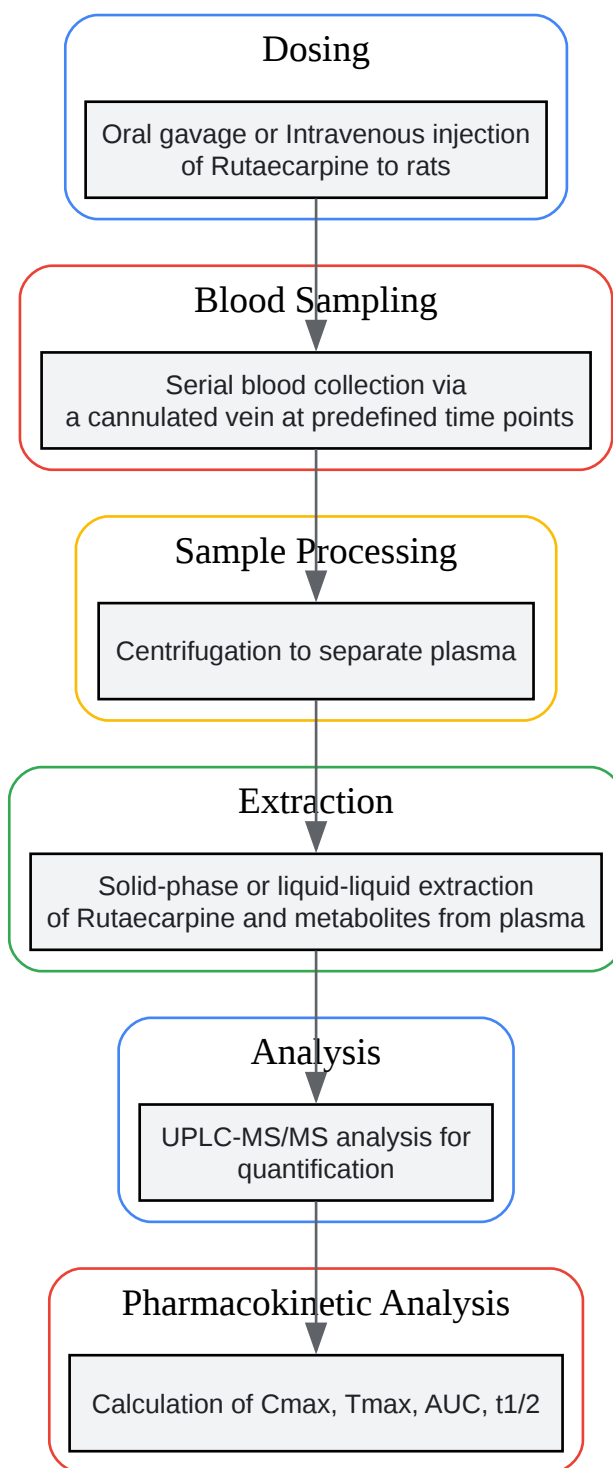 Dosing
Oral gavage or Intravenous injection
of Rutaecarpine to rats
Blood Sampling
Serial blood collection via
a cannulated vein at predefined time points
Sample Processing
Centrifugation to separate plasma
Extraction
Solid-phase or liquid-liquid extraction
of Rutaecarpine and metabolites from plasma
Analysis
UPLC-MS/MS analysis for
quantification
Pharmacokinetic Analysis
Calculation of Cmax, Tmax, AUC, t1/2